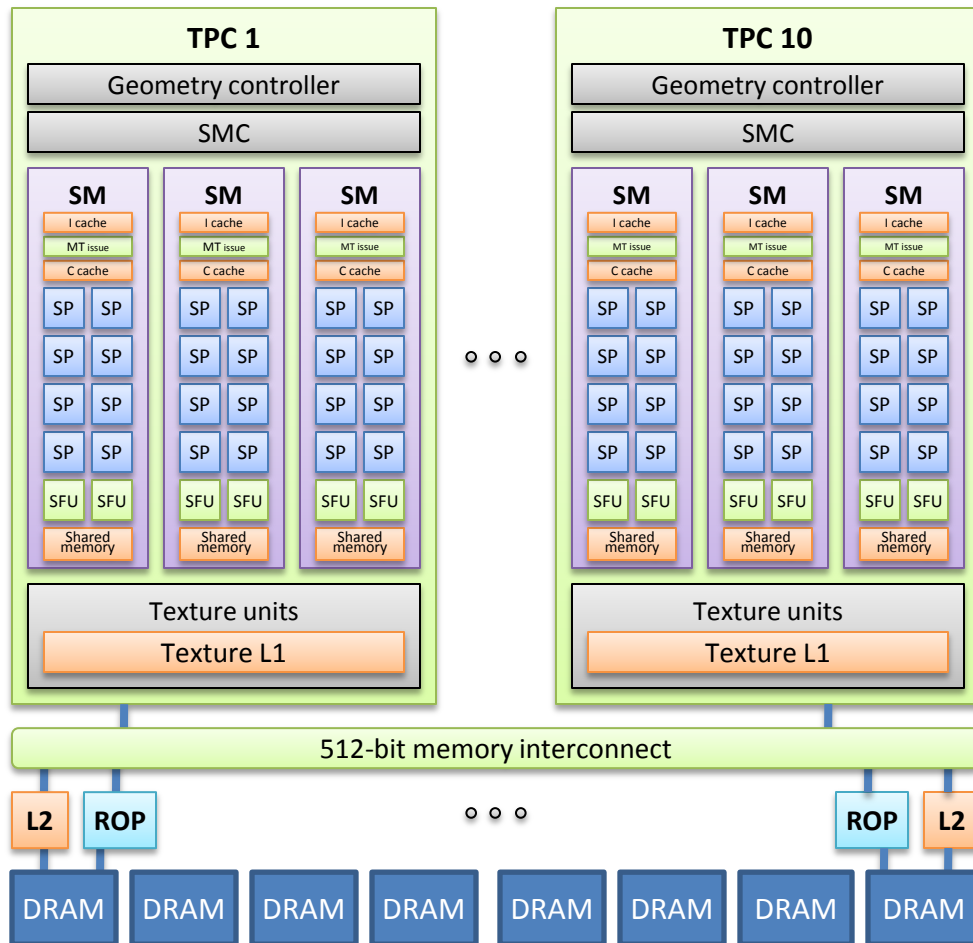 TPC 1
Geometry controller
SMC
SM SM SM
I cache I cache I cache
MT issue MT issue MT issue
C cache C cache C cache
SP SP SP SP SP SP
SP SP SP SP SP SP
SP SP SP SP SP SP
SP SP SP SP SP SP
SFU SFU SFU SFU SFU SFU
Shared Shared Shared
memory memory memory
Texture units
Texture L1
TPC 10
Geometry controller
SMC
SM SM SM
I cache I cache I cache
MT issue MT issue MT issue
C cache C cache C cache
SP SP SP SP SP SP
SP SP SP SP SP SP
SP SP SP SP SP SP
SP SP SP SP SP SP
SFU SFU SFU SFU SFU SFU
Shared Shared Shared
memory memory memory
Texture units
Texture L1
512-bit memory interconnect
L2 ROP ROP L2
DRAM DRAM DRAM DRAM DRAM DRAM DRAM DRAM